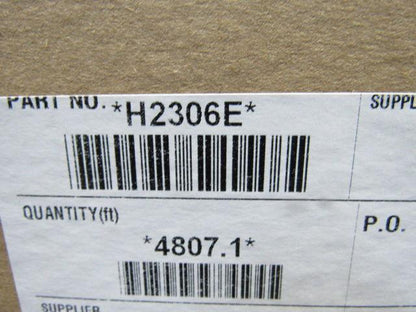 PART NO. *H2306E*
SUPPL
QUANTITY(ft)
P.O.
*4807.1*
SUPPLIER